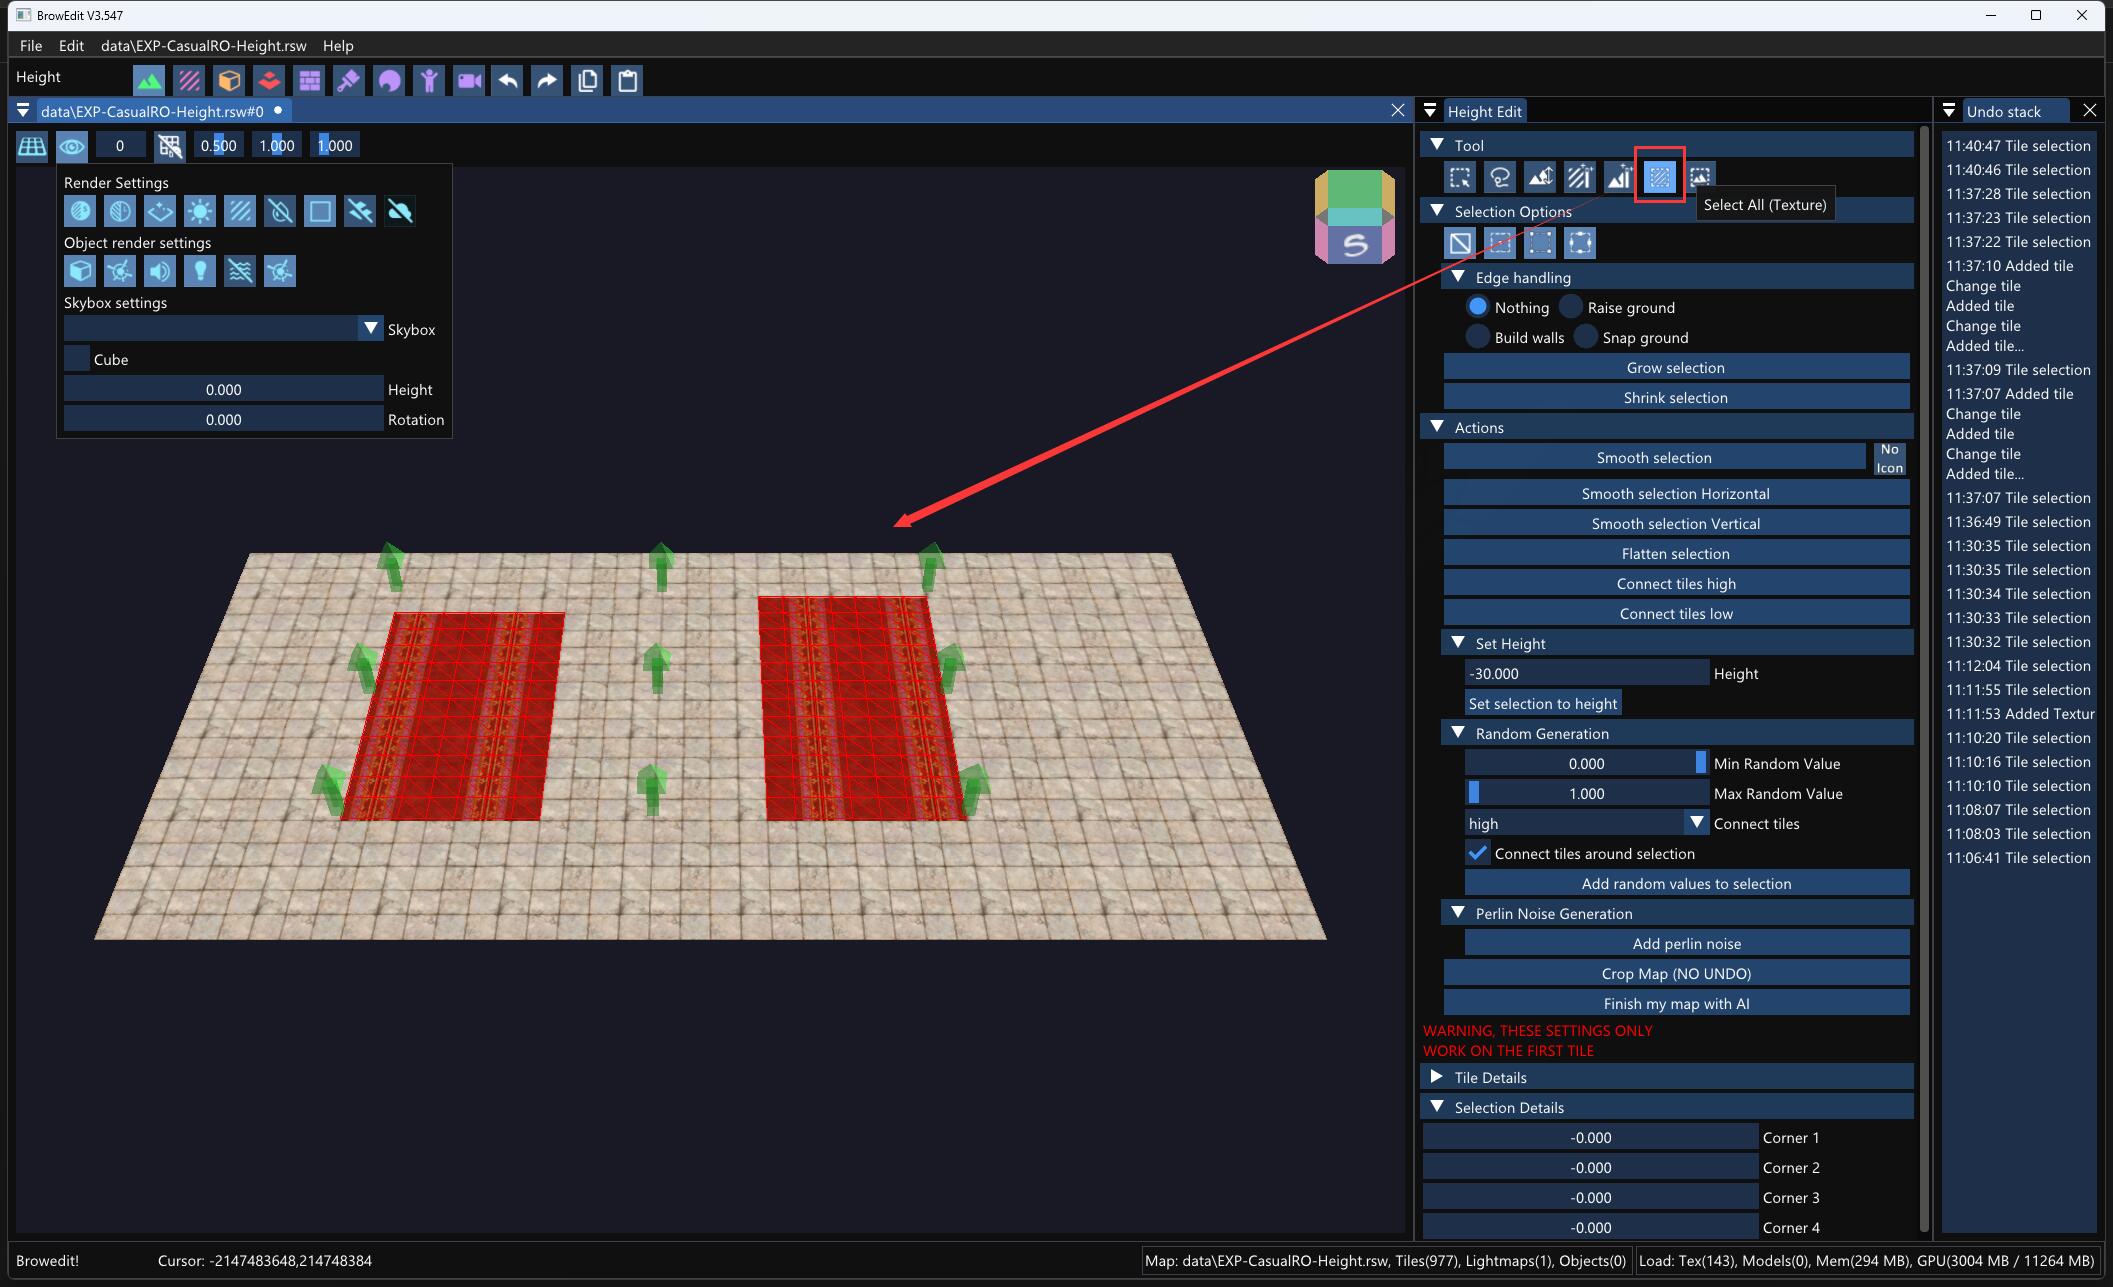 BrowEdit V3.547
File Edit data\EXP-CasualRO-Height.rsw Help
Height
data\EXP-CasualRO-Height.rsw#0
0 0.500 1.000 1.000
Render Settings
Object render settings
Skybox settings
Skybox
Cube
0.000 Height
0.000 Rotation
S
Height Edit
Tool
Select All (Texture)
Selection Options
Edge handling
Nothing Raise ground
Build walls Snap ground
Grow selection
Shrink selection
Actions
Smooth selection
No
Icon
Smooth selection Horizontal
Smooth selection Vertical
Flatten selection
Connect tiles high
Connect tiles low
Set Height
-30.000 Height
Set selection to height
Random Generation
0.000 Min Random Value
1.000 Max Random Value
high Connect tiles
Connect tiles around selection
Add random values to selection
Perlin Noise Generation
Add perlin noise
Crop Map (NO UNDO)
Finish my map with AI
WARNING, THESE SETTINGS ONLY
WORK ON THE FIRST TILE
Tile Details
Selection Details
-0.000 Corner 1
-0.000 Corner 2
-0.000 Corner 3
-0.000 Corner 4
Undo stack
11:40:47 Tile selection
11:40:46 Tile selection
11:37:28 Tile selection
11:37:23 Tile selection
11:37:22 Tile selection
11:37:10 Added tile
Change tile
Added tile
Change tile
Added tile...
11:37:09 Tile selection
11:37:07 Added tile
Change tile
Added tile
Change tile
Added tile...
11:37:07 Tile selection
11:36:49 Tile selection
11:30:35 Tile selection
11:30:35 Tile selection
11:30:34 Tile selection
11:30:33 Tile selection
11:30:32 Tile selection
11:12:04 Tile selection
11:11:55 Tile selection
11:11:53 Added Textur
11:10:20 Tile selection
11:10:16 Tile selection
11:10:10 Tile selection
11:08:07 Tile selection
11:08:03 Tile selection
11:06:41 Tile selection
Browedit! Cursor: -2147483648,214748384
Map: data\EXP-CasualRO-Height.rsw, Tiles(977), Lightmaps(1), Objects(0)
Load: Tex(143), Models(0), Mem(294 MB), GPU(3004 MB / 11264 MB)